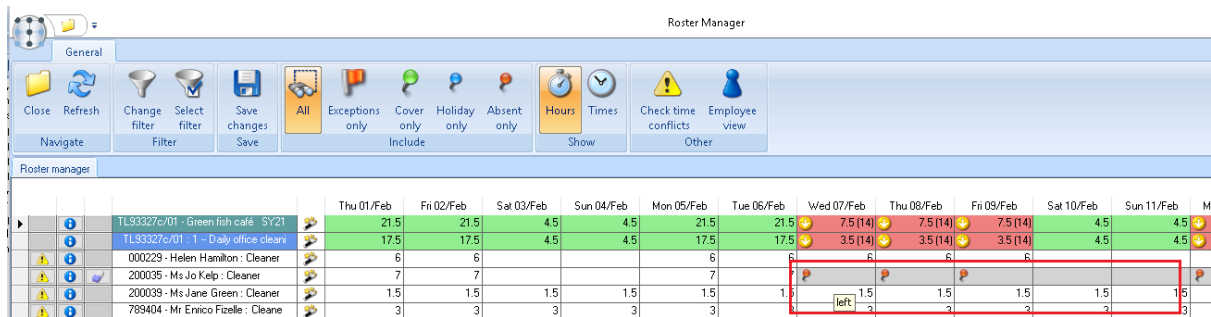 Roster Manager
General
Close Refresh Change filter Select filter Save changes All Exceptions only Cover only Holiday only Absent only Hours Times Check time conflicts Employee view
Navigate Filter Save Include Show Other
Roster manager
Thu 01/Feb Fri 02/Feb Sat 03/Feb Sun 04/Feb Mon 05/Feb Tue 06/Feb Wed 07/Feb Thu 08/Feb Fri 09/Feb Sat 10/Feb Sun 11/Feb M
TL93327c/01 - Green fish café SY21 21.5 21.5 4.5 4.5 21.5 21.5 7.5 (14) 7.5 (14) 7.5 (14) 4.5 4.5
TL93327c/01 : 1 -- Daily office cleani 17.5 17.5 4.5 4.5 17.5 17.5 3.5 (14) 3.5 (14) 3.5 (14) 4.5 4.5
000229 - Helen Hamilton : Cleaner 6 6 6 6 6 6 6
200035 - Ms Jo Kelp : Cleaner 7 7 7 7
200039 - Ms Jane Green : Cleaner 1.5 1.5 1.5 1.5 1.5 1.5 1.5 1.5 1.5 1.5 1.5
left
789404 - Mr Enrico Fizelle : Cleane 3 3 3 3 3 3 3 3 3 3 3